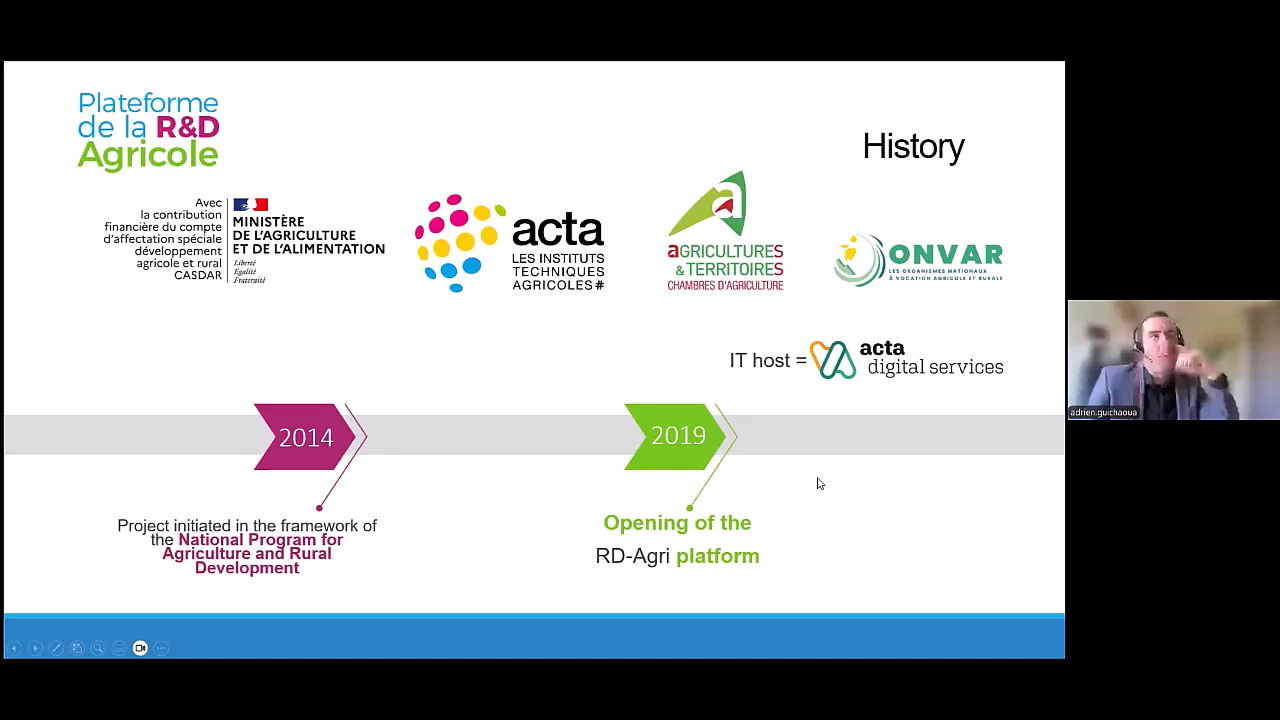 Plateforme
de la R&D
Agricole
History
Avec
la contribution
financière du compte
d'affectation spéciale
développement
agricole et rural
CASDAR
MINISTÈRE
DE L'AGRICULTURE
ET DE L'ALIMENTATION
Liberté
Égalité
Fraternité
acta
LES INSTITUTS
TECHNIQUES
AGRICOLES#
a
aGRICULTURES
& TERRITOIRES
CHAMBRES D'AGRICULTURE
ONVAR
LES ORGANISMES NATIONAUX
À VOCATION AGRICOLE ET RURALE
IT host =
acta
digital services
2014
2019
Project initiated in the framework of
the National Program for
Agriculture and Rural
Development
Opening of the
RD-Agri platform
adrien.guichaoua